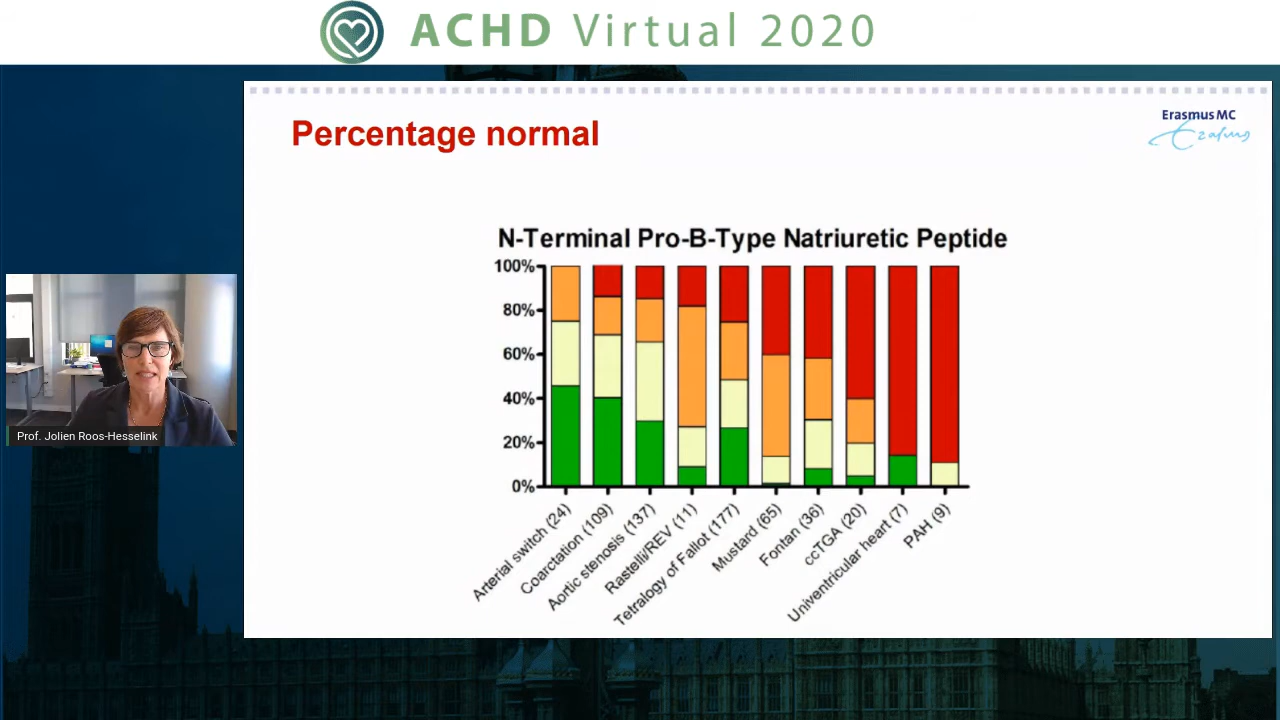 ACHD Virtual 2020
Percentage normal
Erasmus MC
Erasmus
N-Terminal Pro-B-Type Natriuretic Peptide
100%
80%
60%
40%
20%
0%
Arterial switch (24)
Coarctation (109)
Aortic stenosis (137)
Rastelli/REV (11)
Tetralogy of Fallot (177)
Mustard (65)
Fontan (36)
ccTGA (20)
Univentricular heart (7)
PAH (9)
Prof. Jolien Roos-Hesselink